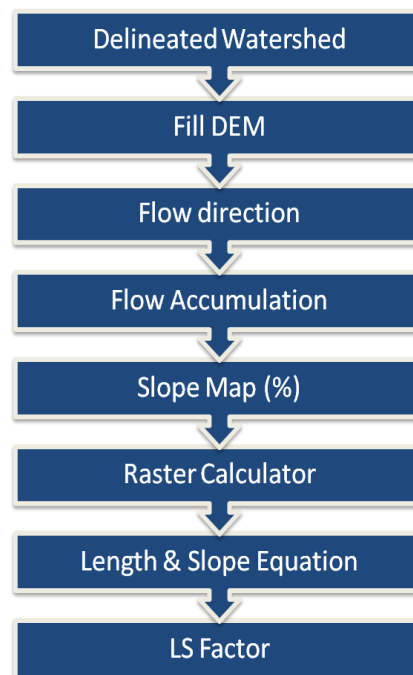 Delineated Watershed
Fill DEM
Flow direction
Flow Accumulation
Slope Map (%)
Raster Calculator
Length & Slope Equation
LS Factor